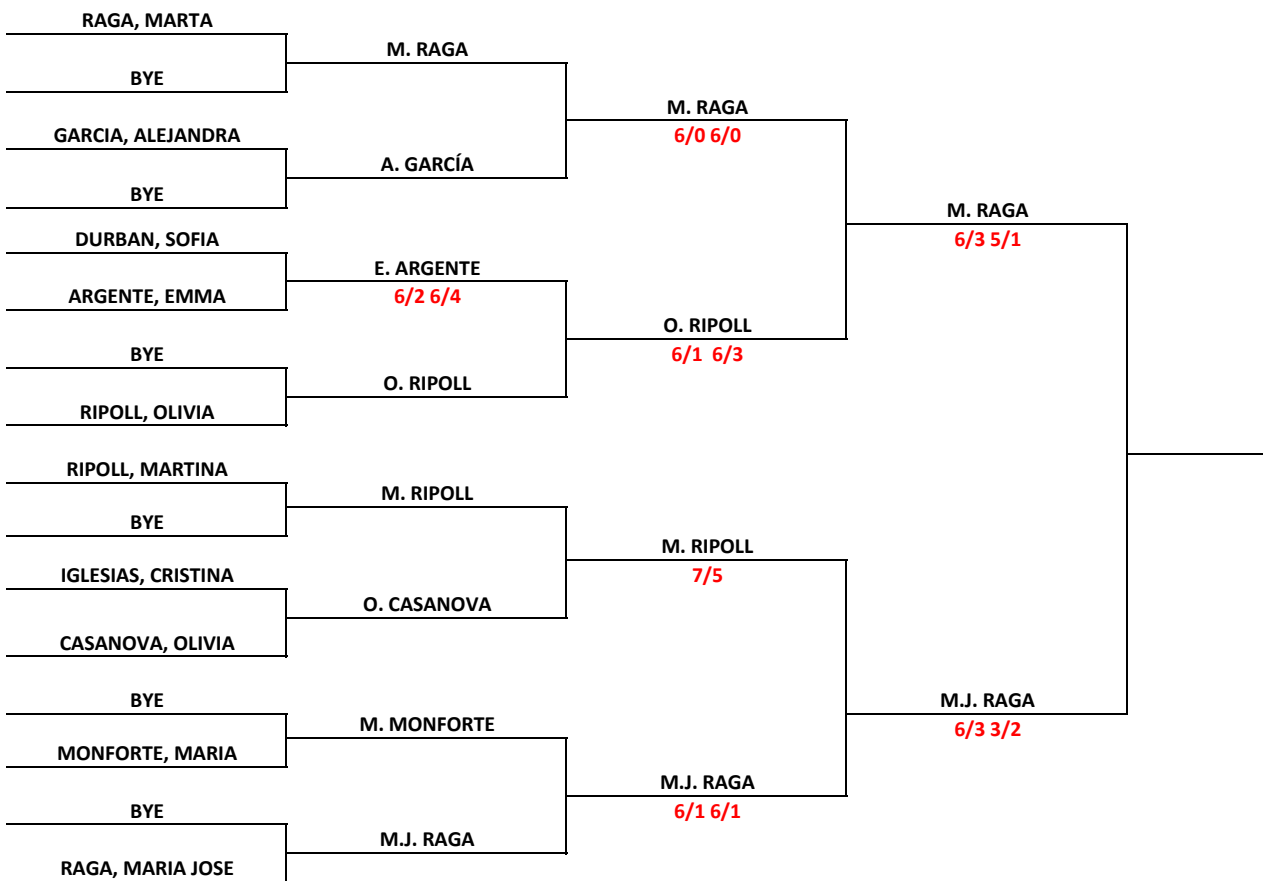 RAGA, MARTA
M. RAGA
BYE
M. RAGA
GARCIA, ALEJANDRA
6/0 6/0
A. GARCÍA
BYE
M. RAGA
DURBAN, SOFIA
6/3 5/1
E. ARGENTE
ARGENTE, EMMA
6/2 6/4
O. RIPOLL
BYE
6/1 6/3
O. RIPOLL
RIPOLL, OLIVIA
RIPOLL, MARTINA
M. RIPOLL
BYE
M. RIPOLL
IGLESIAS, CRISTINA
7/5
O. CASANOVA
CASANOVA, OLIVIA
BYE
M.J. RAGA
M. MONFORTE
6/3 3/2
MONFORTE, MARIA
M.J. RAGA
BYE
6/1 6/1
M.J. RAGA
RAGA, MARIA JOSE